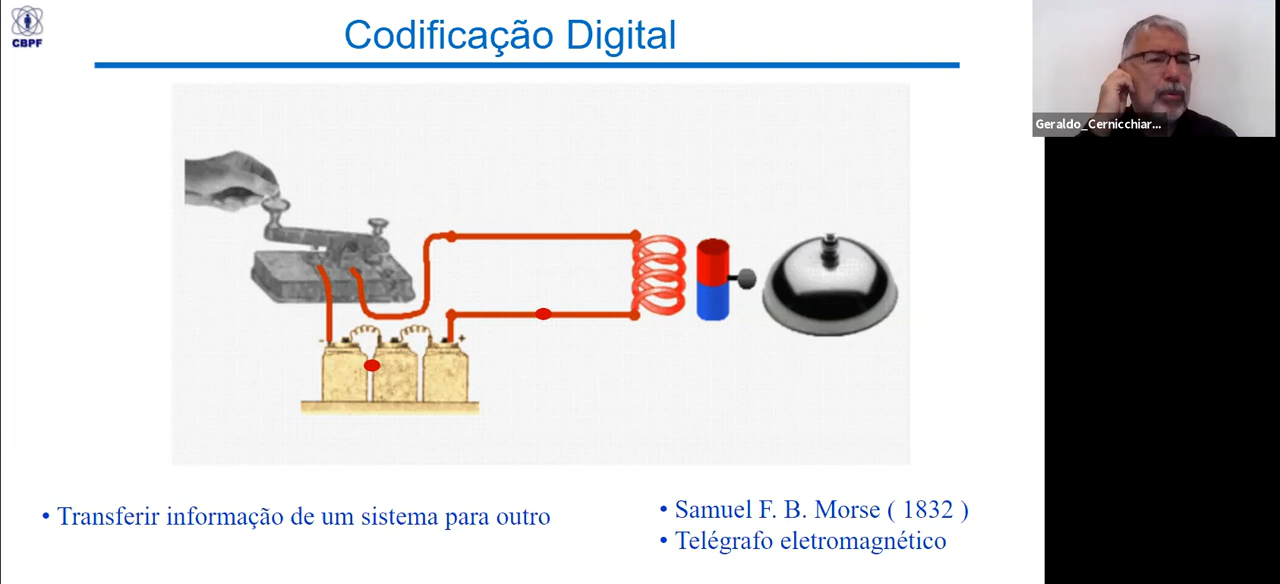 Codificação Digital
CBPF
Geraldo_Cernicchiar...
- +
• Transferir informação de um sistema para outro
• Samuel F. B. Morse ( 1832 )
• Telégrafo eletromagnético